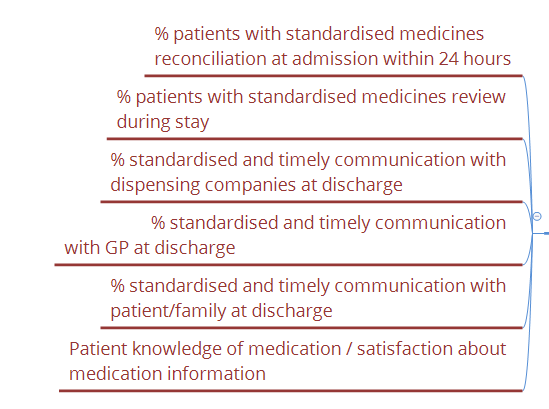 % patients with standardised medicines
reconciliation at admission within 24 hours
% patients with standardised medicines review
during stay
% standardised and timely communication with
dispensing companies at discharge
% standardised and timely communication
with GP at discharge
% standardised and timely communication with
patient/family at discharge
Patient knowledge of medication / satisfaction about
medication information